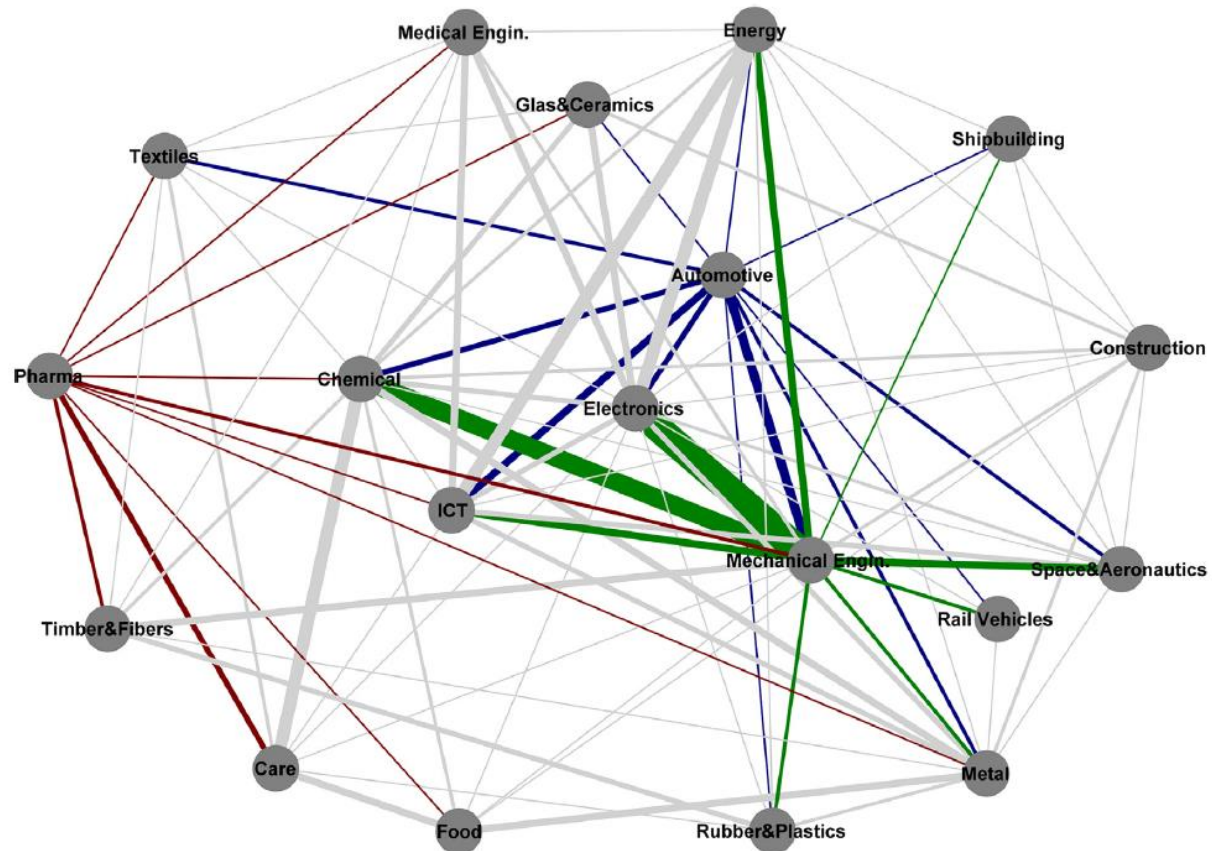 Medical Engin.
Energy
Glas&Ceramics
Shipbuilding
Textiles
Automotive
Construction
Pharma
Chemical
Electronics
ICT
Mechanical Engin.
Space&Aeronautics
Rail Vehicles
Timber&Fibers
Care
Metal
Food
Rubber&Plastics